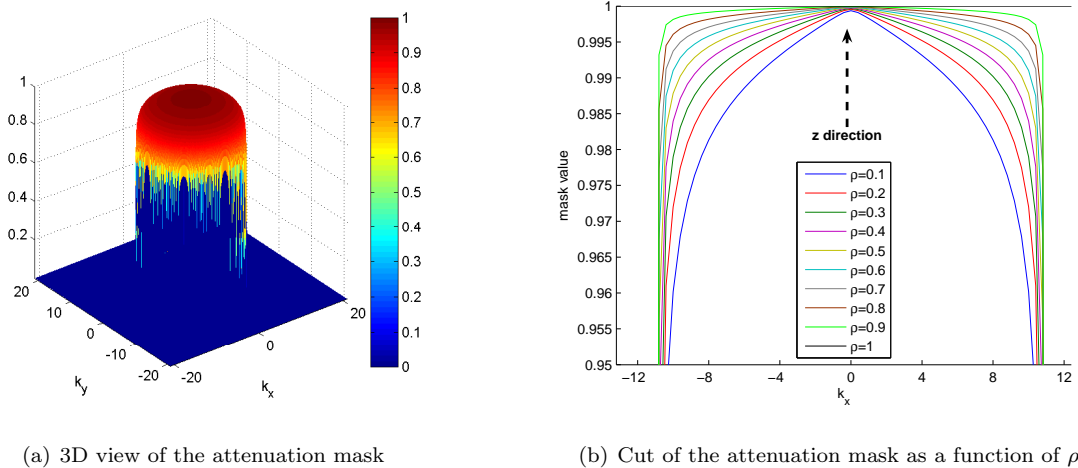 1
0.8
0.6
0.4
0.2
20
10
0
-10
-20
-20
0
20
k_y
k_x
1
0.9
0.8
0.7
0.6
0.5
0.4
0.3
0.2
0.1
0
(a) 3D view of the attenuation mask
mask value
1
0.995
0.99
0.985
0.98
0.975
0.97
0.965
0.96
0.955
0.95
z direction
ρ=0.1
ρ=0.2
ρ=0.3
ρ=0.4
ρ=0.5
ρ=0.6
ρ=0.7
ρ=0.8
ρ=0.9
ρ=1
−12 −8 −4 0 4 8 12
k_x
(b) Cut of the attenuation mask as a function of ρ